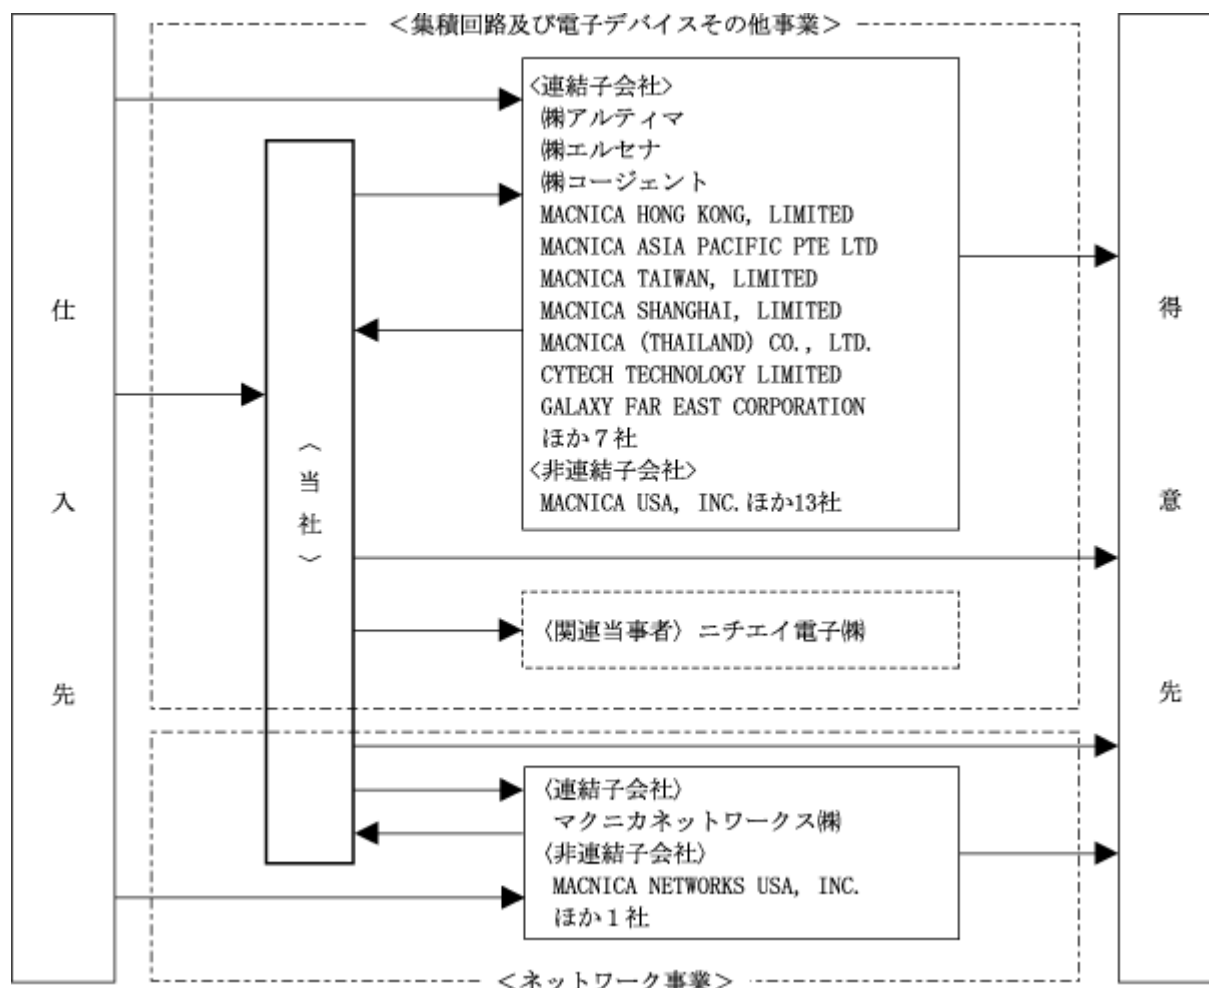 ＜集積回路及び電子デバイスその他事業＞
仕入先
〈当社〉
〈連結子会社〉
㈱アルティマ
㈱エルセナ
㈱コージェント
MACNICA HONG KONG, LIMITED
MACNICA ASIA PACIFIC PTE LTD
MACNICA TAIWAN, LIMITED
MACNICA SHANGHAI, LIMITED
MACNICA (THAILAND) CO., LTD.
CYTECH TECHNOLOGY LIMITED
GALAXY FAR EAST CORPORATION
ほか７社
〈非連結子会社〉
MACNICA USA, INC.ほか13社
〈関連当事者〉ニチエイ電子㈱
得意先
〈連結子会社〉
マクニカネットワークス㈱
〈非連結子会社〉
MACNICA NETWORKS USA, INC.
ほか１社
＜ネットワーク事業＞